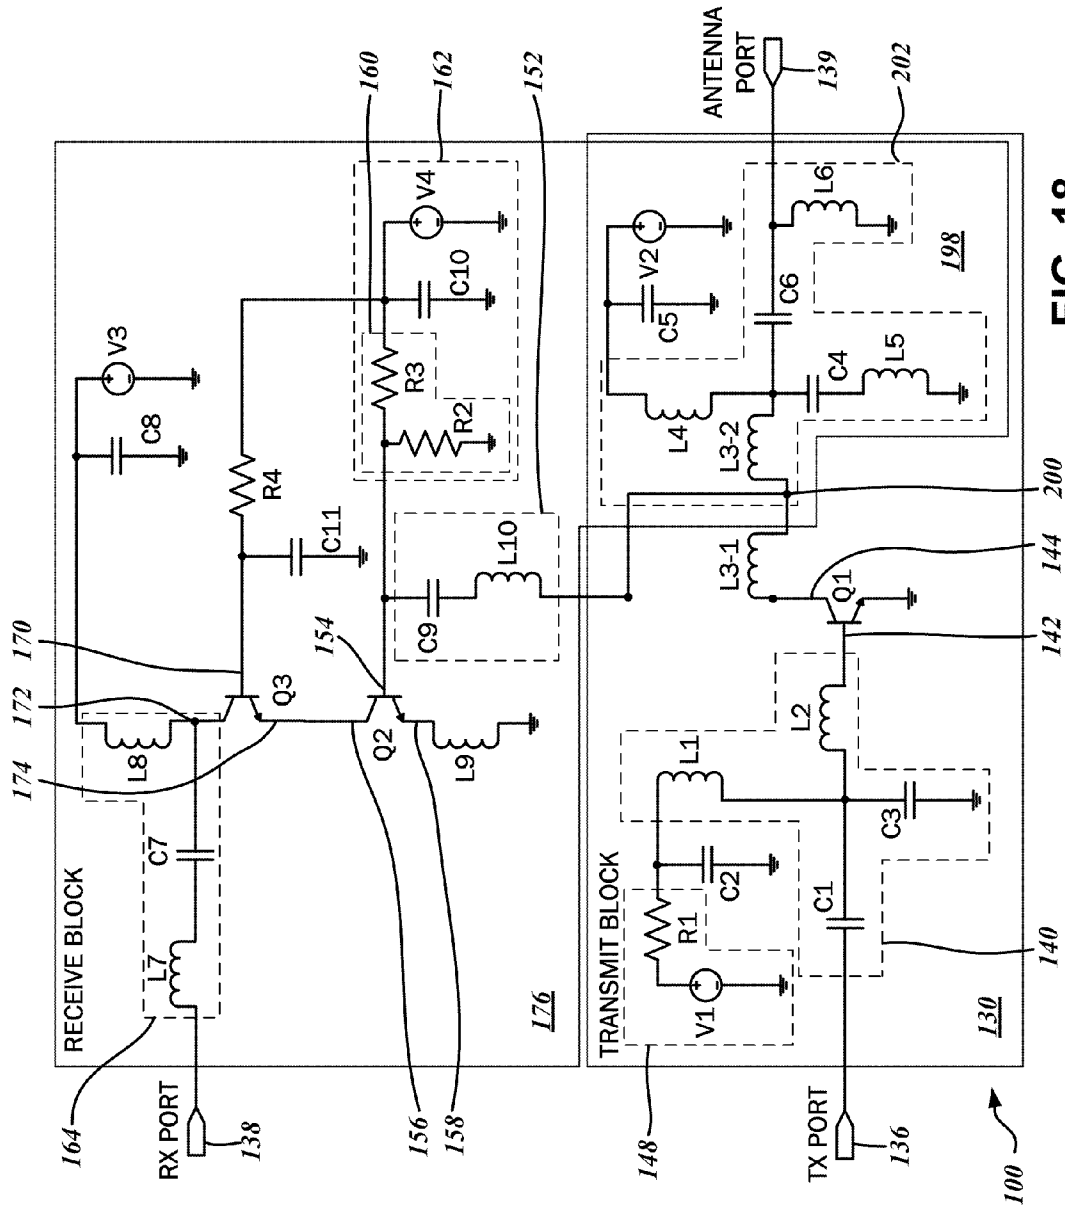 174
172
170
RX PORT
138
164
RECEIVE BLOCK
L7
C7
L8
C8
V3
Q3
R4
C11
154
160
162
152
Q2
L9
156
158
C9
L10
R2
R3
C10
V4
176
TRANSMIT BLOCK
148
V1
R1
C2
L1
L2
C1
C3
Q1
L3-1
L3-2
L4
C5
V2
C4
L5
C6
L6
ANTENNA
PORT
139
202
198
TX PORT
136
130
140
142
144
200
100
FIG. 18